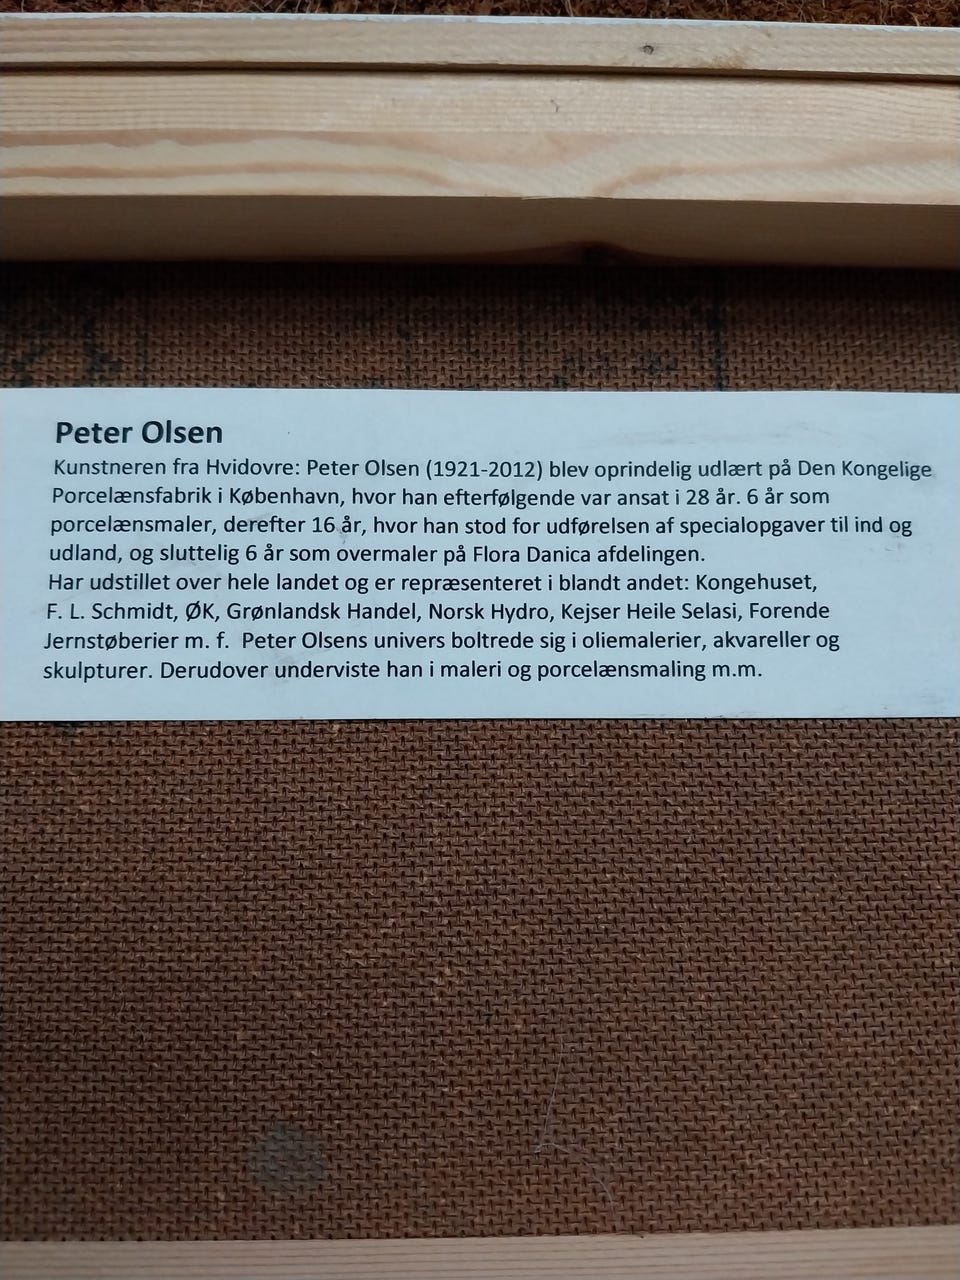 Peter Olsen
Kunstneren fra Hvidovre: Peter Olsen (1921-2012) blev oprindelig udlært på Den Kongelige
Porcelænsfabrik i København, hvor han efterfølgende var ansat i 28 år. 6 år som
porcelænsmaler, derefter 16 år, hvor han stod for udførelsen af specialopgaver til ind og
udland, og sluttelig 6 år som overmaler på Flora Danica afdelingen.
Har udstillet over hele landet og er repræsenteret i blandt andet: Kongehuset,
F. L. Schmidt, ØK, Grønlandsk Handel, Norsk Hydro, Kejser Heile Selasi, Forende
Jernstøberier m. f. Peter Olsens univers boltrede sig i oliemalerier, akvareller og
skulpturer. Derudover underviste han i maleri og porcelænsmaling m.m.